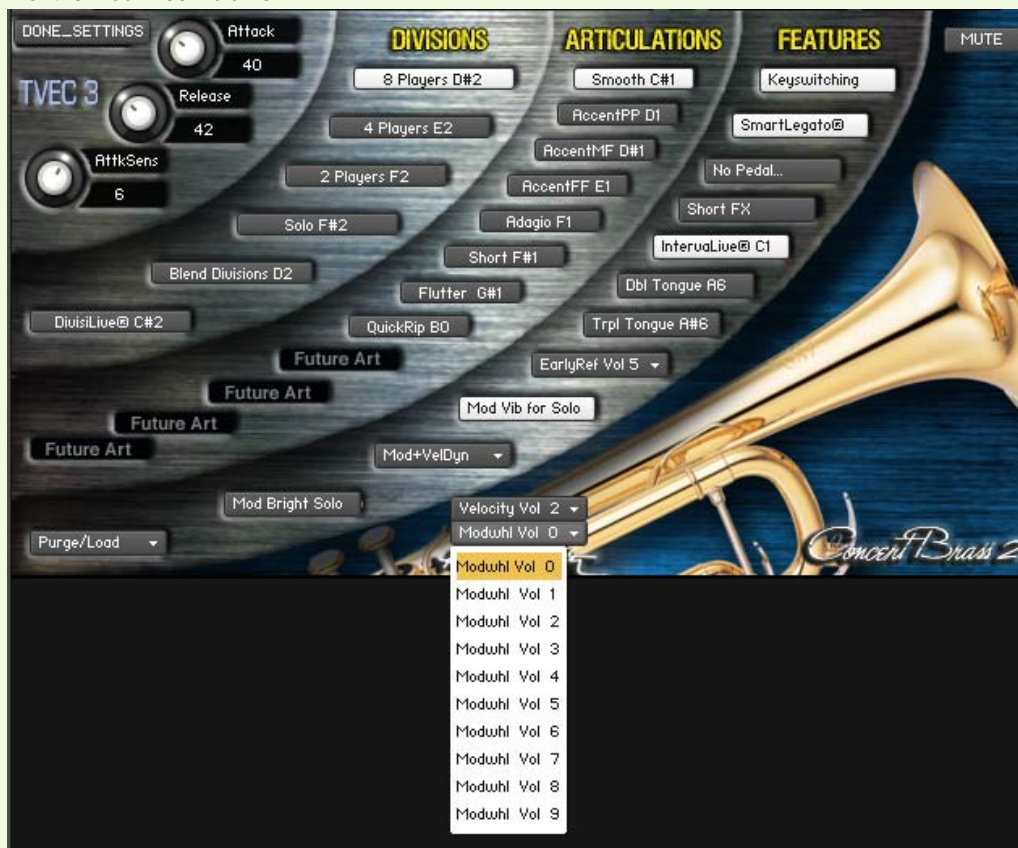 DONE_SETTINGS
Attack
40
TVEC 3
Release
42
AttkSens
6
DIVISIONS
8 Players D#2
4 Players E2
2 Players F2
Solo F#2
Blend Divisions D2
DivisiLive® C#2
ARTICULATIONS
Smooth C#1
AccentPP D1
AccentMF D#1
AccentFF E1
Adagio F1
Short F#1
Flutter G#1
QuickRip B0
Future Art
Future Art
Future Art
Future Art
FEATURES
MUTE
Keyswitching
SmartLegato®
No Pedal...
Short FX
IntervaLive® C1
Dbl Tongue A6
Trpl Tongue A#6
EarlyRef Vol 5
Mod Vib for Solo
Mod+VelDyn
Mod Bright Solo
Purge/Load
Velocity Vol 2
Modwhl Vol 0
Modwhl Vol 0
Modwhl Vol 1
Modwhl Vol 2
Modwhl Vol 3
Modwhl Vol 4
Modwhl Vol 5
Modwhl Vol 6
Modwhl Vol 7
Modwhl Vol 8
Modwhl Vol 9
Concert Brass 2